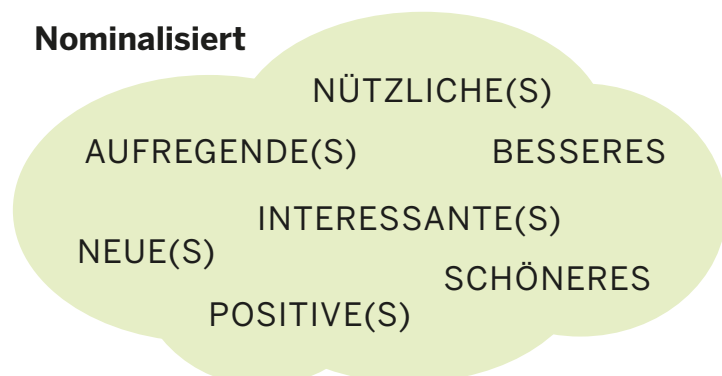 Nominalisiert
NÜTZLICHE(S)
AUFREGENDE(S) BESSERES
INTERESSANTE(S)
NEUE(S)
SCHÖNERES
POSITIVE(S)